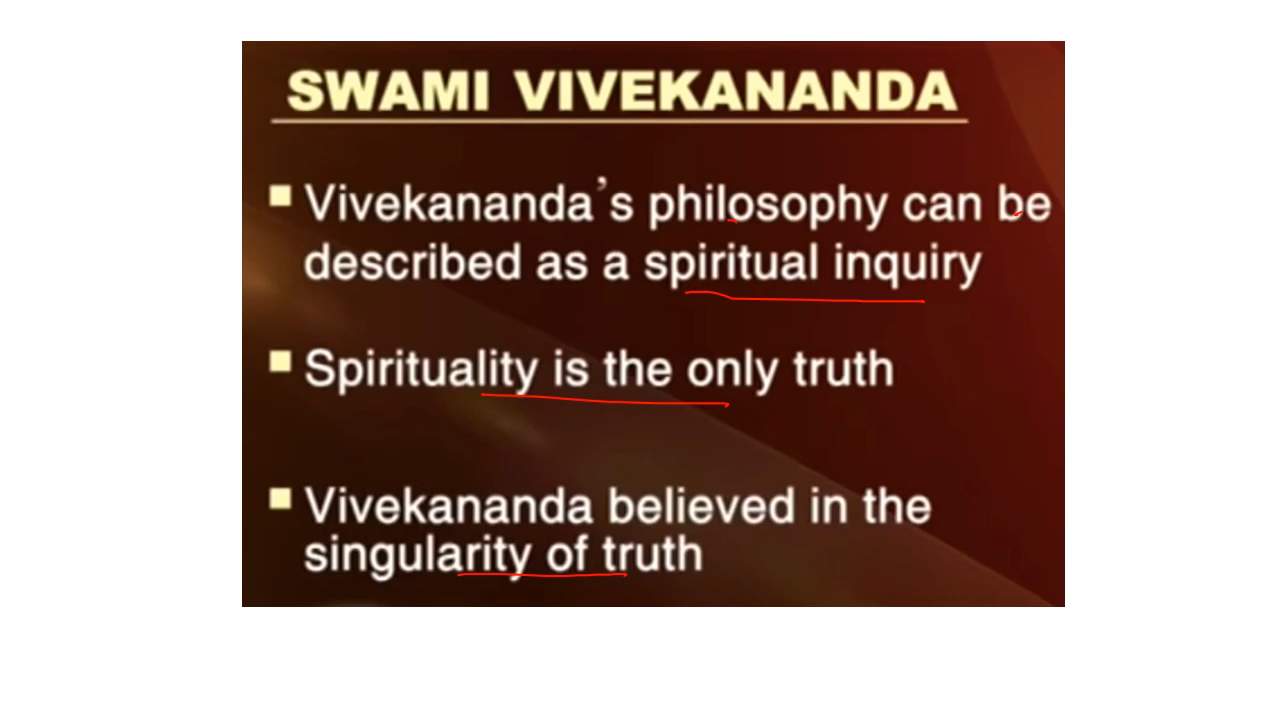 SWAMI VIVEKANANDA
▪ Vivekananda's philosophy can be
described as a spiritual inquiry
▪ Spirituality is the only truth
▪ Vivekananda believed in the
singularity of truth